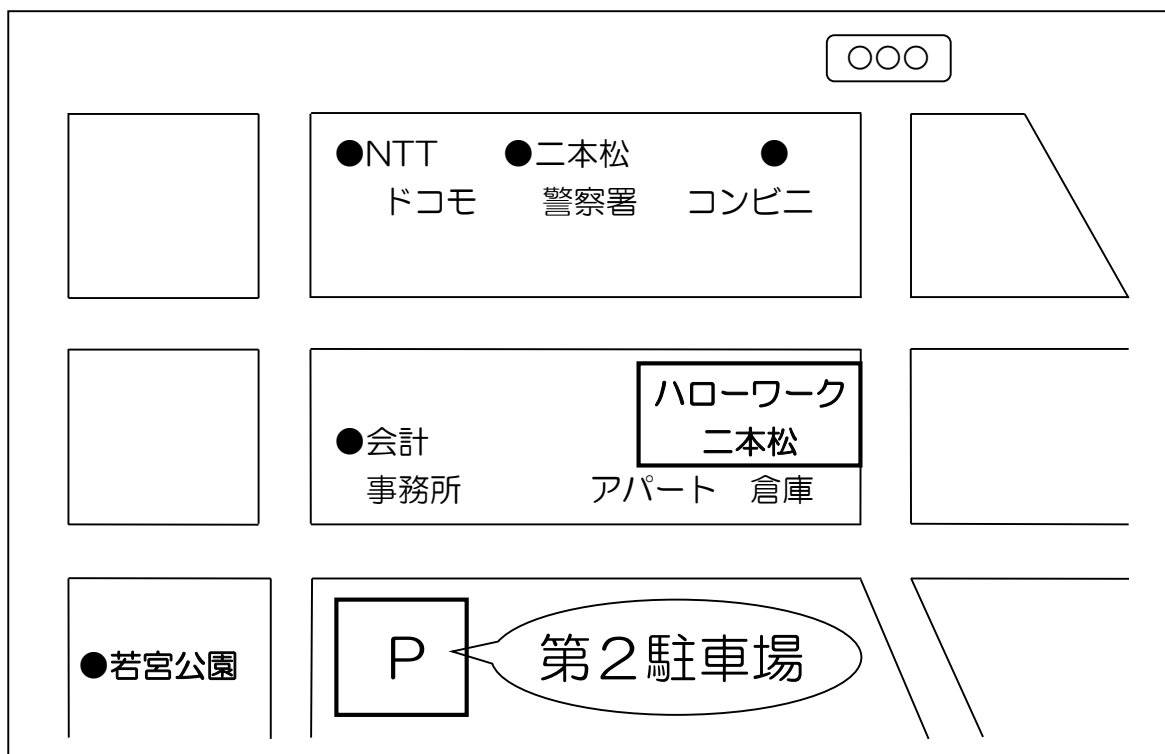 ○○○
●NTT ●二本松 ●
ドコモ 警察署 コンビニ
ハローワーク
二本松
●会計
事務所 アパート 倉庫
●若宮公園 P 第2駐車場